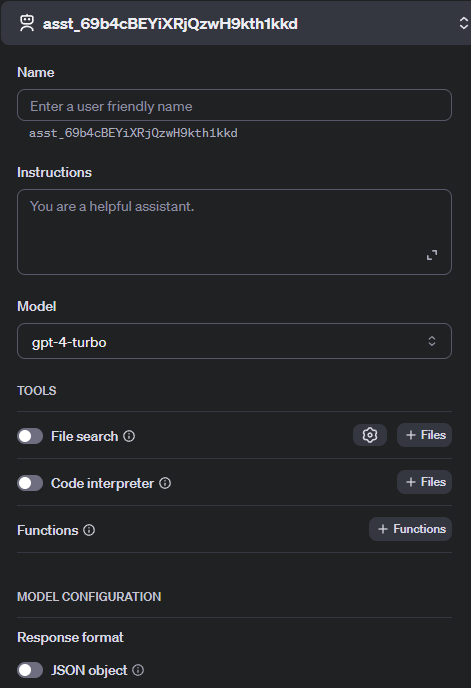 asst_69b4cBEYiXRjQzwH9kth1kkd
Name
Enter a user friendly name
asst_69b4cBEYiXRjQzwH9kth1kkd
Instructions
You are a helpful assistant.
Model
gpt-4-turbo
TOOLS
File search
+ Files
Code interpreter
+ Files
Functions
+ Functions
MODEL CONFIGURATION
Response format
JSON object